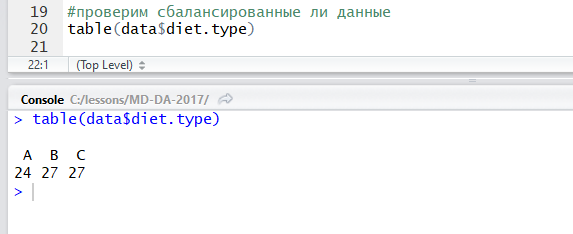 19 #проверим сбалансированные ли данные
20 table(data$diet.type)
21
22:1 (Top Level)
Console C:/lessons/MD-DA-2017/
> table(data$diet.type)
A B C
24 27 27
>